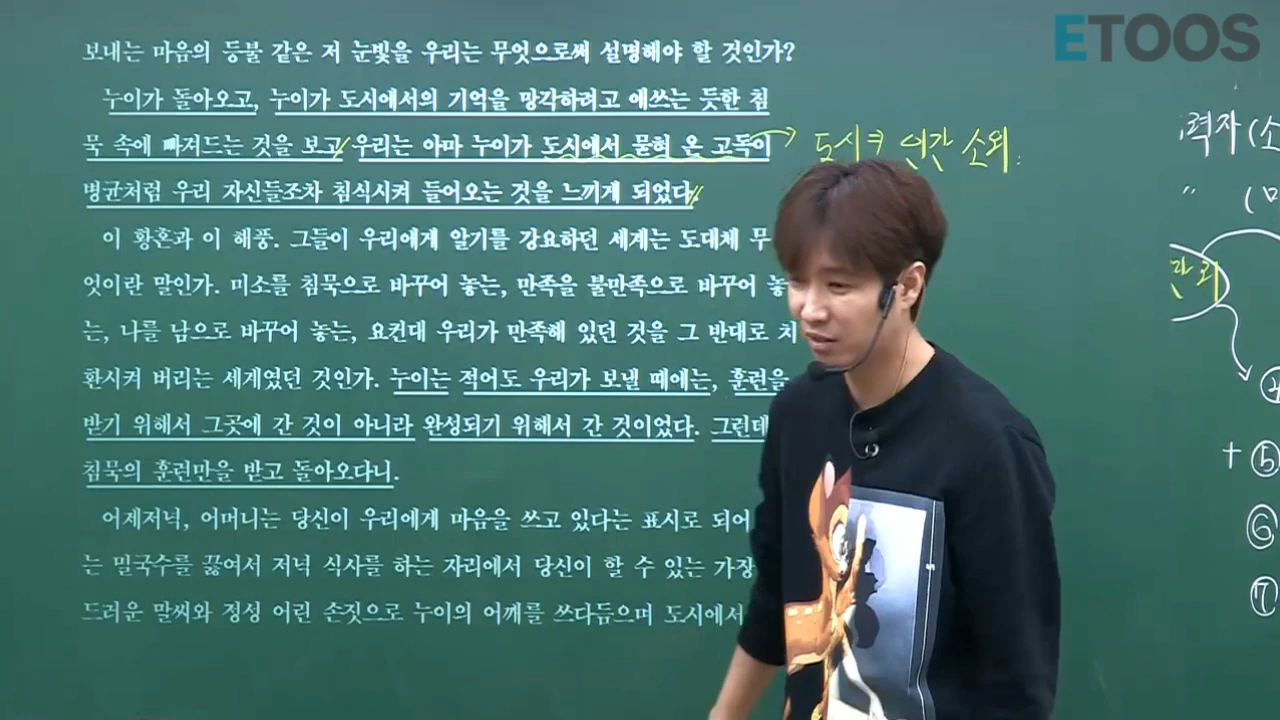 ETOOS
보내는 마음의 등불 같은 저 눈빛을 우리는 무엇으로써 설명해야 할 것인가?
누이가 돌아오고, 누이가 도시에서의 기억을 망각하려고 애쓰는 듯한 침
묵 속에 빠져드는 것을 보고 우리는 아마 누이가 도시에서 묻혀 온 고독이
도시 인간 소외
병균처럼 우리 자신들조차 침식시켜 들어오는 것을 느끼게 되었다.
이 황혼과 이 해풍. 그들이 우리에게 알기를 강요하던 세계는 도대체 무
엇이란 말인가. 미소를 침묵으로 바꾸어 놓는, 만족을 불만족으로 바꾸어 놓
는, 나를 남으로 바꾸어 놓는, 요컨대 우리가 만족해 있던 것을 그 반대로 치
환시켜 버리는 세계였던 것인가. 누이는 적어도 우리가 보낼 때에는, 훈련을
받기 위해서 그곳에 간 것이 아니라 완성되기 위해서 간 것이었다. 그런데
침묵의 훈련만을 받고 돌아오다니.
어제저녁, 어머니는 당신이 우리에게 마음을 쓰고 있다는 표시로 되어
는 밀국수를 끓여서 저녁 식사를 하는 자리에서 당신이 할 수 있는 가장
드러운 말씨와 정성 어린 손짓으로 누이의 어깨를 쓰다듬으며 도시에서
력자(소
〃 (
+ ⑤
⑥
⑦